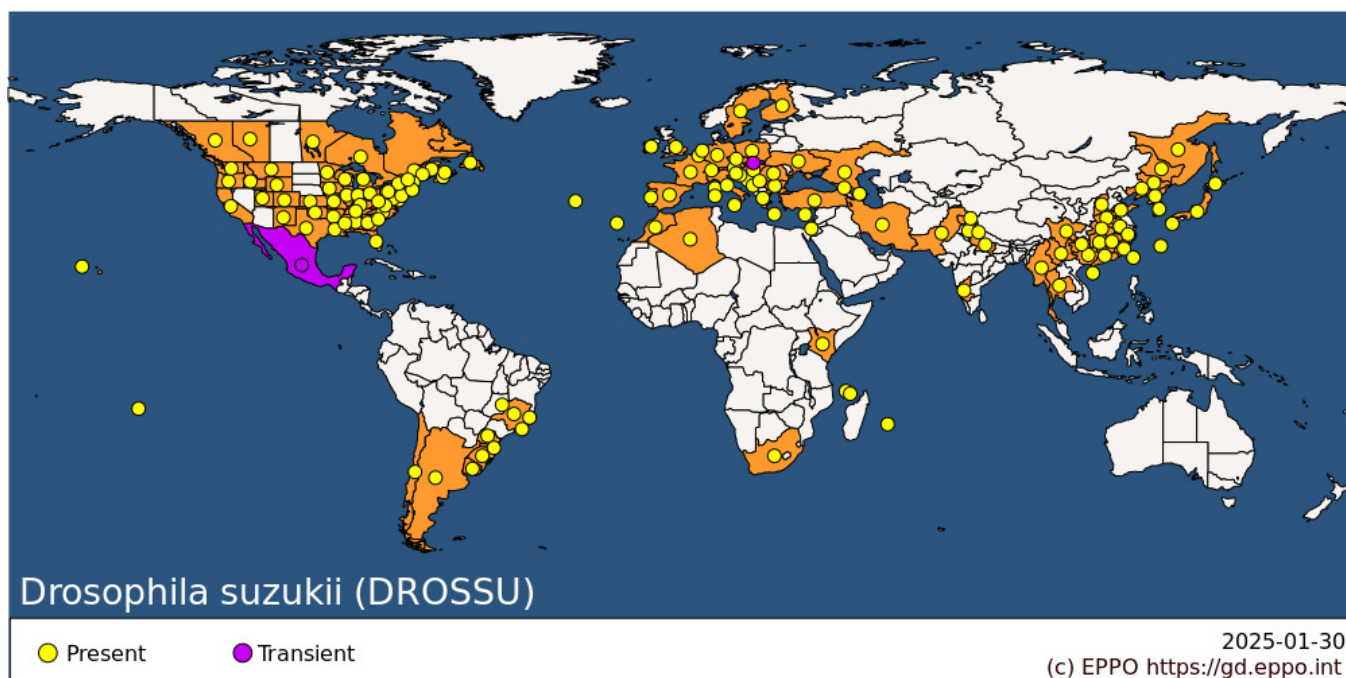 Drosophila suzukii (DROSSU)
Present
Transient
2025-01-30
(c) EPPO https://gd.eppo.int